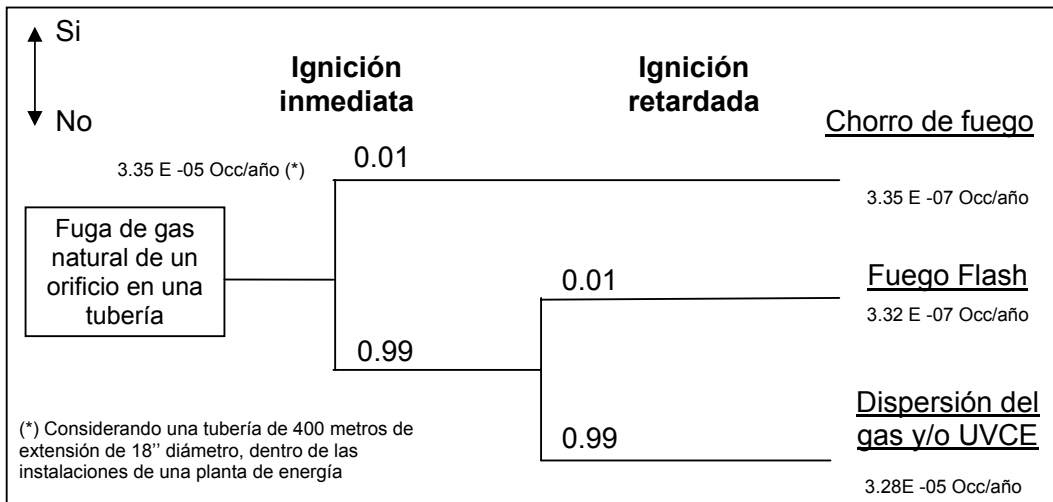 Si
No
Ignición
inmediata
Ignición
retardada
Chorro de fuego
3.35 E -05 Occ/año (*)
0.01
3.35 E -07 Occ/año
Fuga de gas
natural de un
orificio en una
tubería
0.01
Fuego Flash
3.32 E -07 Occ/año
0.99
Dispersión del
gas y/o UVCE
0.99
3.28E -05 Occ/año
(*) Considerando una tubería de 400 metros de
extensión de 18’’ diámetro, dentro de las
instalaciones de una planta de energía